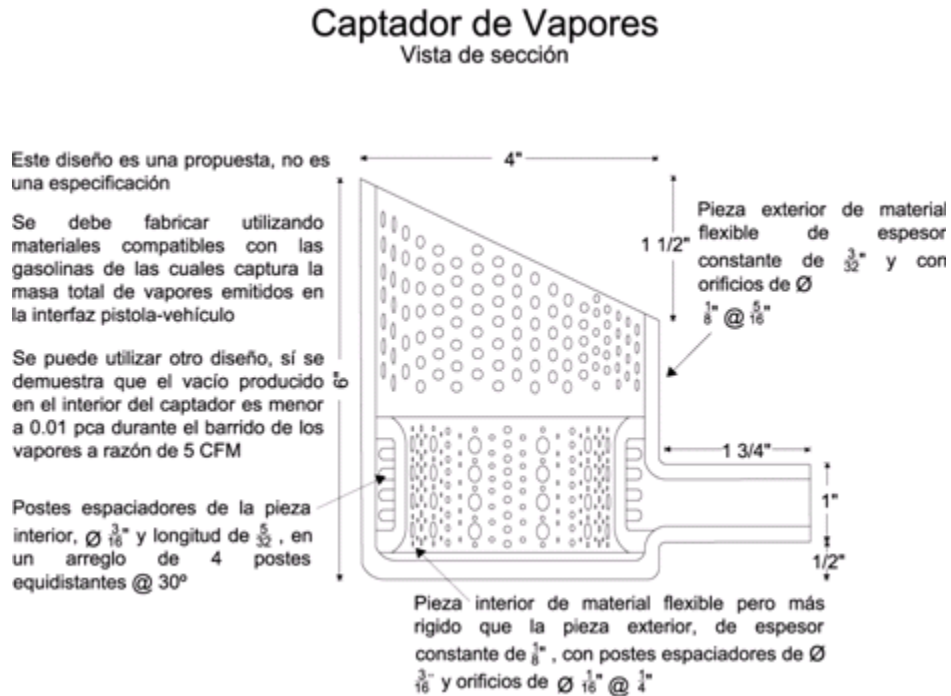 Captador de Vapores
Vista de sección
Este diseño es una propuesta, no es
una especificación
Se debe fabricar utilizando
materiales compatibles con las
gasolinas de las cuales captura la
masa total de vapores emitidos en
la interfaz pistola-vehículo
Se puede utilizar otro diseño, sí se
demuestra que el vacío producido
en el interior del captador es menor
a 0.01 pca durante el barrido de los
vapores a razón de 5 CFM
Postes espaciadores de la pieza
interior, Ø 3/16" y longitud de 5/32, en
un arreglo de 4 postes
equidistantes @ 30º
4"
6"
1 1/2"
Pieza exterior de material
flexible de espesor
constante de 3/32" y con
orificios de Ø
1/8" @ 5/16"
1 3/4"
1"
1/2"
Pieza interior de material flexible pero más
rigido que la pieza exterior, de espesor
constante de 1/8", con postes espaciadores de Ø
3/16" y orificios de Ø 1/16" @ 1/4"